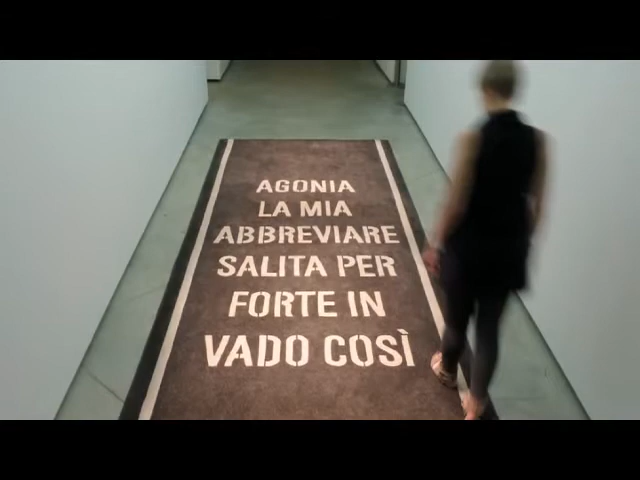 AGONIA
LA MIA
ABBREVIARE
SALITA PER
FORTE IN
VADO COSÌ